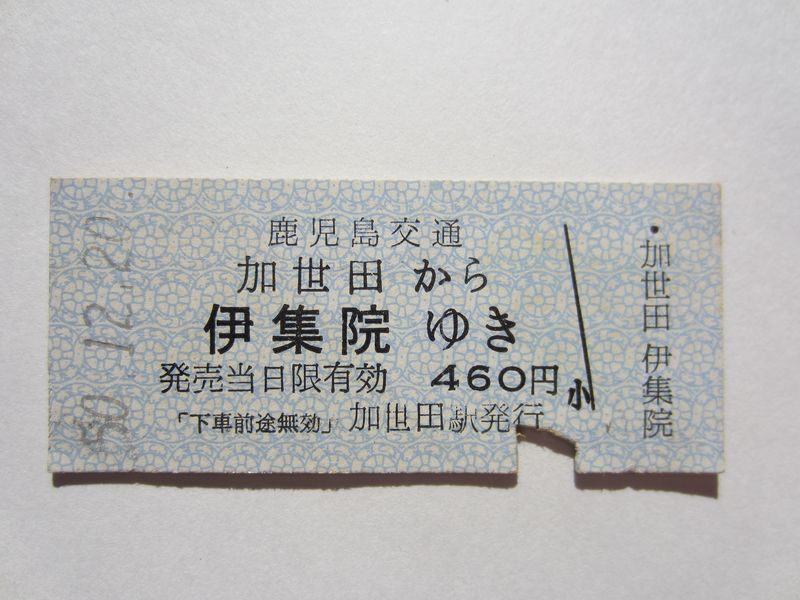 50.12.20.
鹿児島交通
加世田から
伊集院ゆき
発売当日限有効 460円
「下車前途無効」加世田駅発行
小
・加世田 伊集院